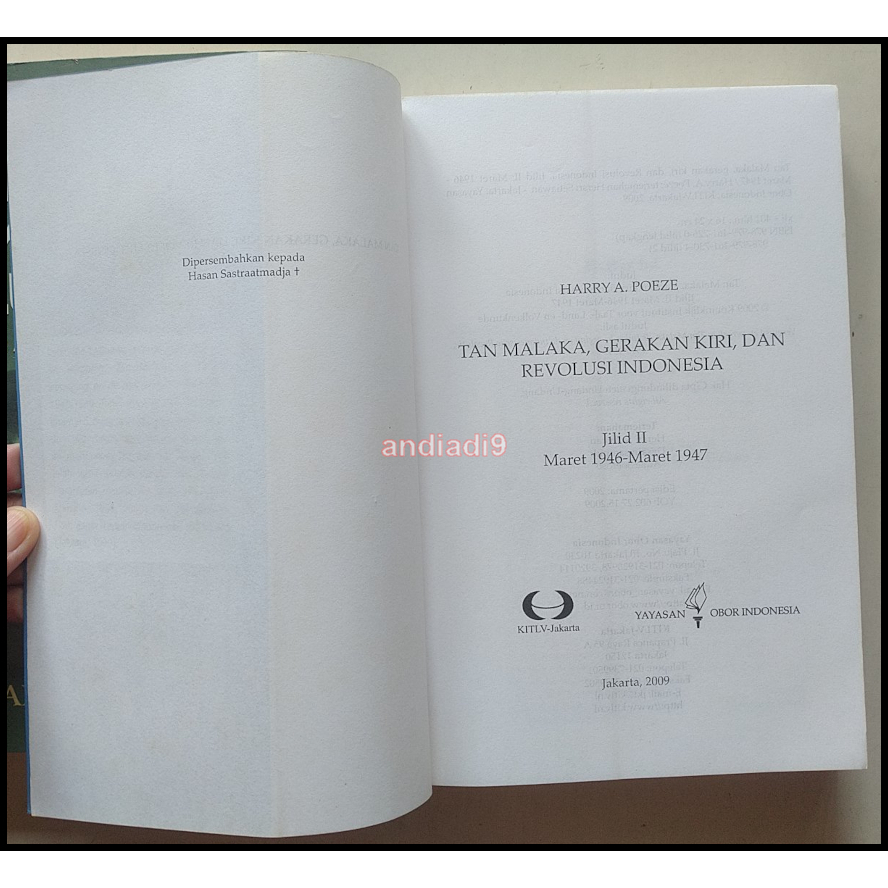 Dipersembahkan kepada
Hasan Sastraatmadja †
HARRY A. POEZE
TAN MALAKA, GERAKAN KIRI, DAN
REVOLUSI INDONESIA
Jilid II
Maret 1946-Maret 1947
andiadi9
KITLV-Jakarta
YAYASAN OBOR INDONESIA
Jakarta, 2009